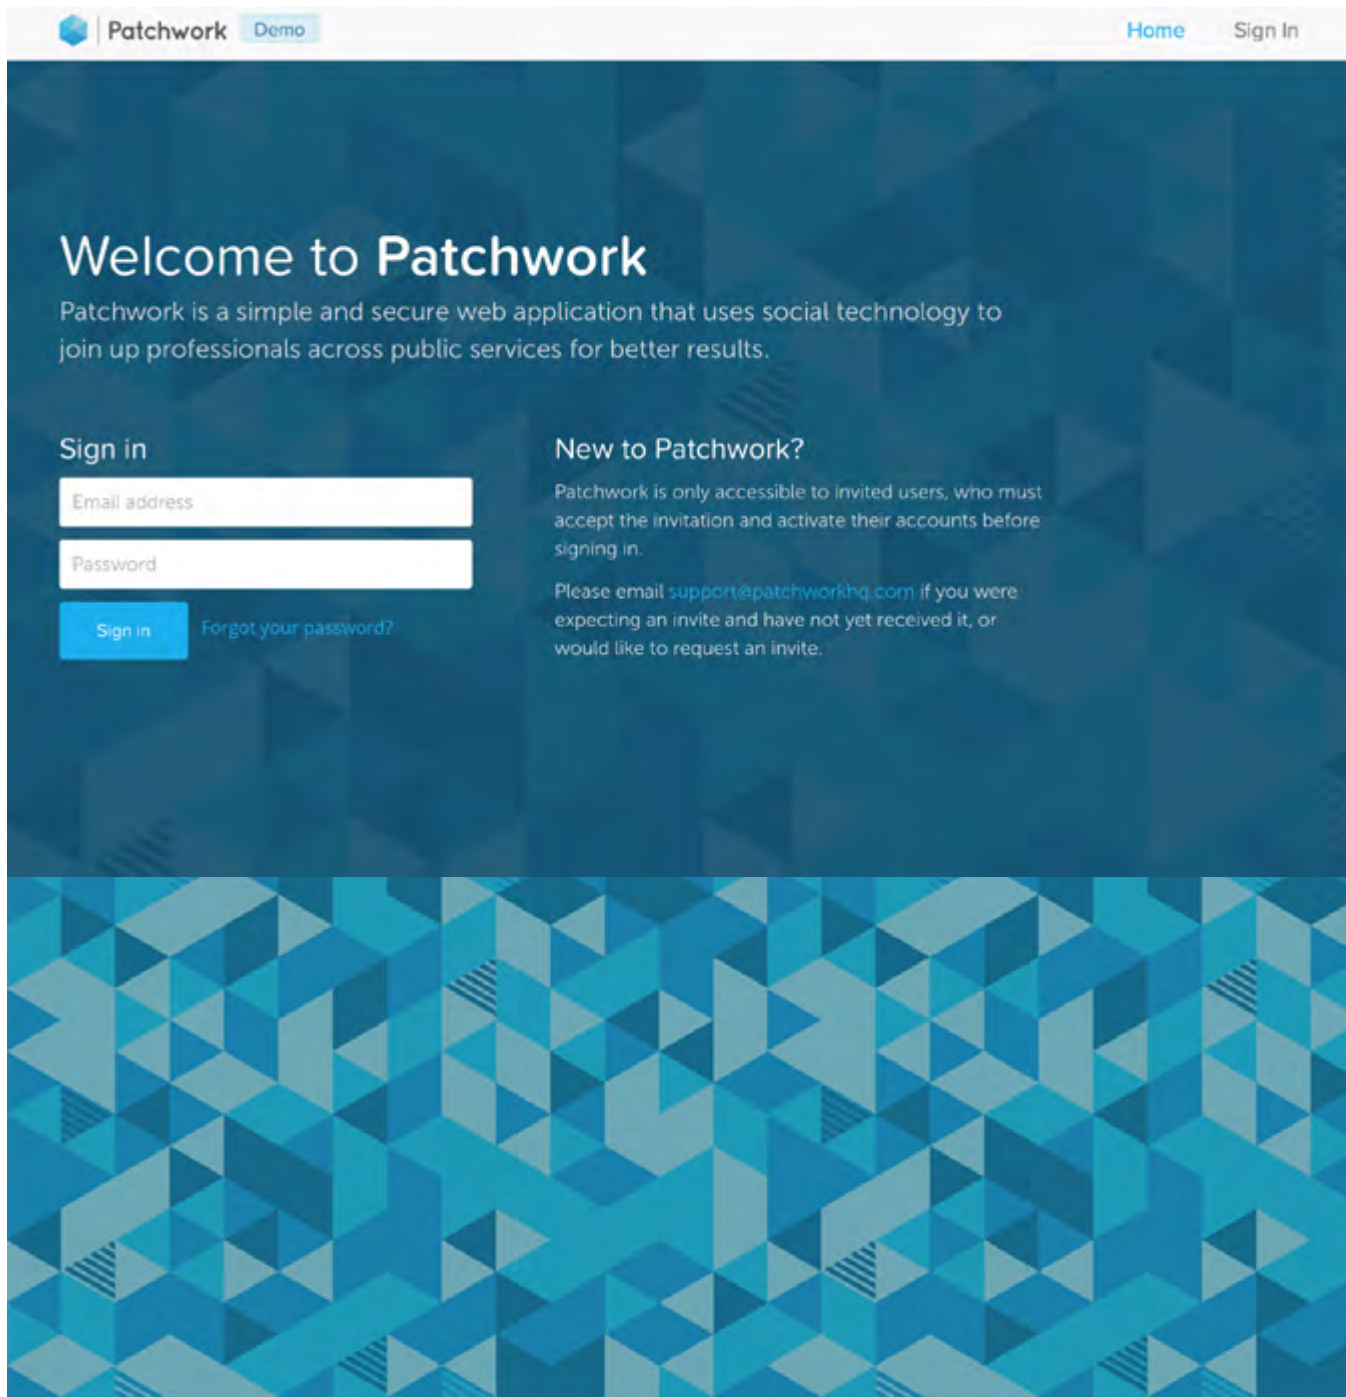 Patchwork Demo
Home Sign In
Welcome to Patchwork
Patchwork is a simple and secure web application that uses social technology to
join up professionals across public services for better results.
Sign in
Email address
Password
Sign in Forgot your password?
New to Patchwork?
Patchwork is only accessible to invited users, who must
accept the invitation and activate their accounts before
signing in.
Please email support@patchworkhq.com if you were
expecting an invite and have not yet received it, or
would like to request an invite.